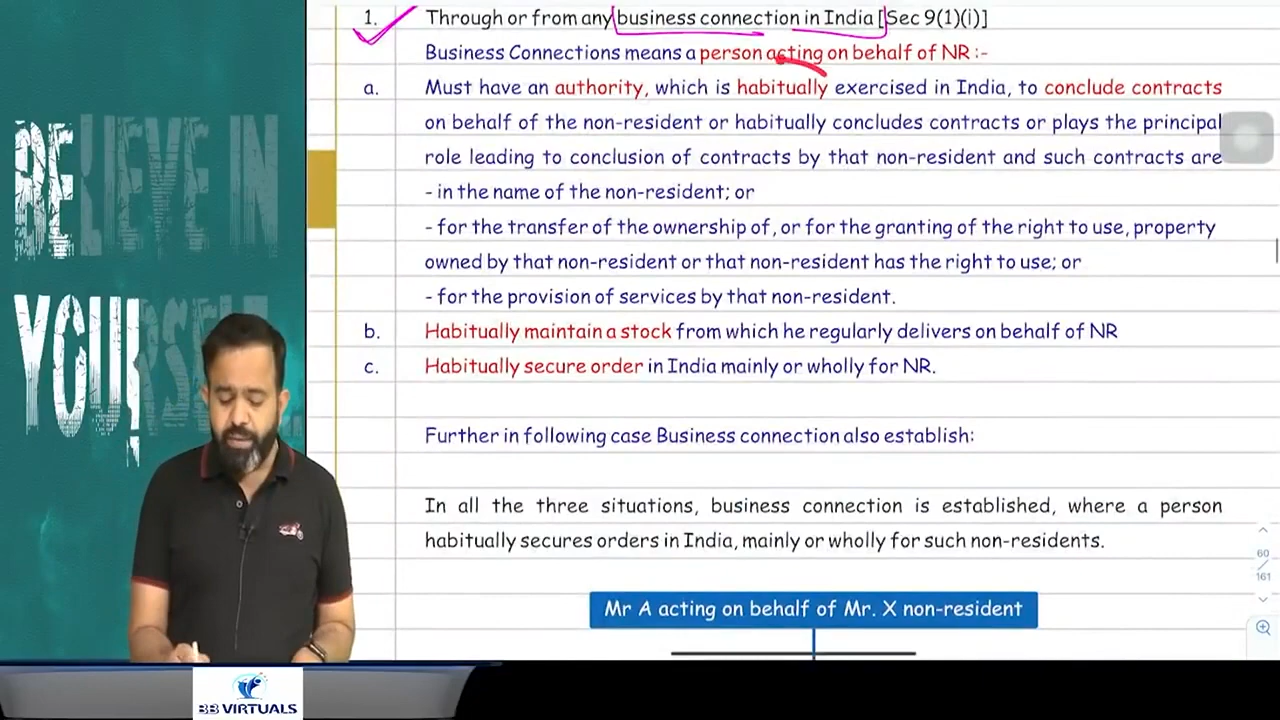 1. Through or from any business connection in India [Sec 9(1)(i)]
Business Connections means a person acting on behalf of NR :-
a. Must have an authority, which is habitually exercised in India, to conclude contracts
on behalf of the non-resident or habitually concludes contracts or plays the principal
role leading to conclusion of contracts by that non-resident and such contracts are
- in the name of the non-resident; or
- for the transfer of the ownership of, or for the granting of the right to use, property
owned by that non-resident or that non-resident has the right to use; or
- for the provision of services by that non-resident.
b. Habitually maintain a stock from which he regularly delivers on behalf of NR
c. Habitually secure order in India mainly or wholly for NR.
Further in following case Business connection also establish:
In all the three situations, business connection is established, where a person
habitually secures orders in India, mainly or wholly for such non-residents.
Mr A acting on behalf of Mr. X non-resident
60
/
161
BELIEVE IN
YOURSELF
BB VIRTUALS